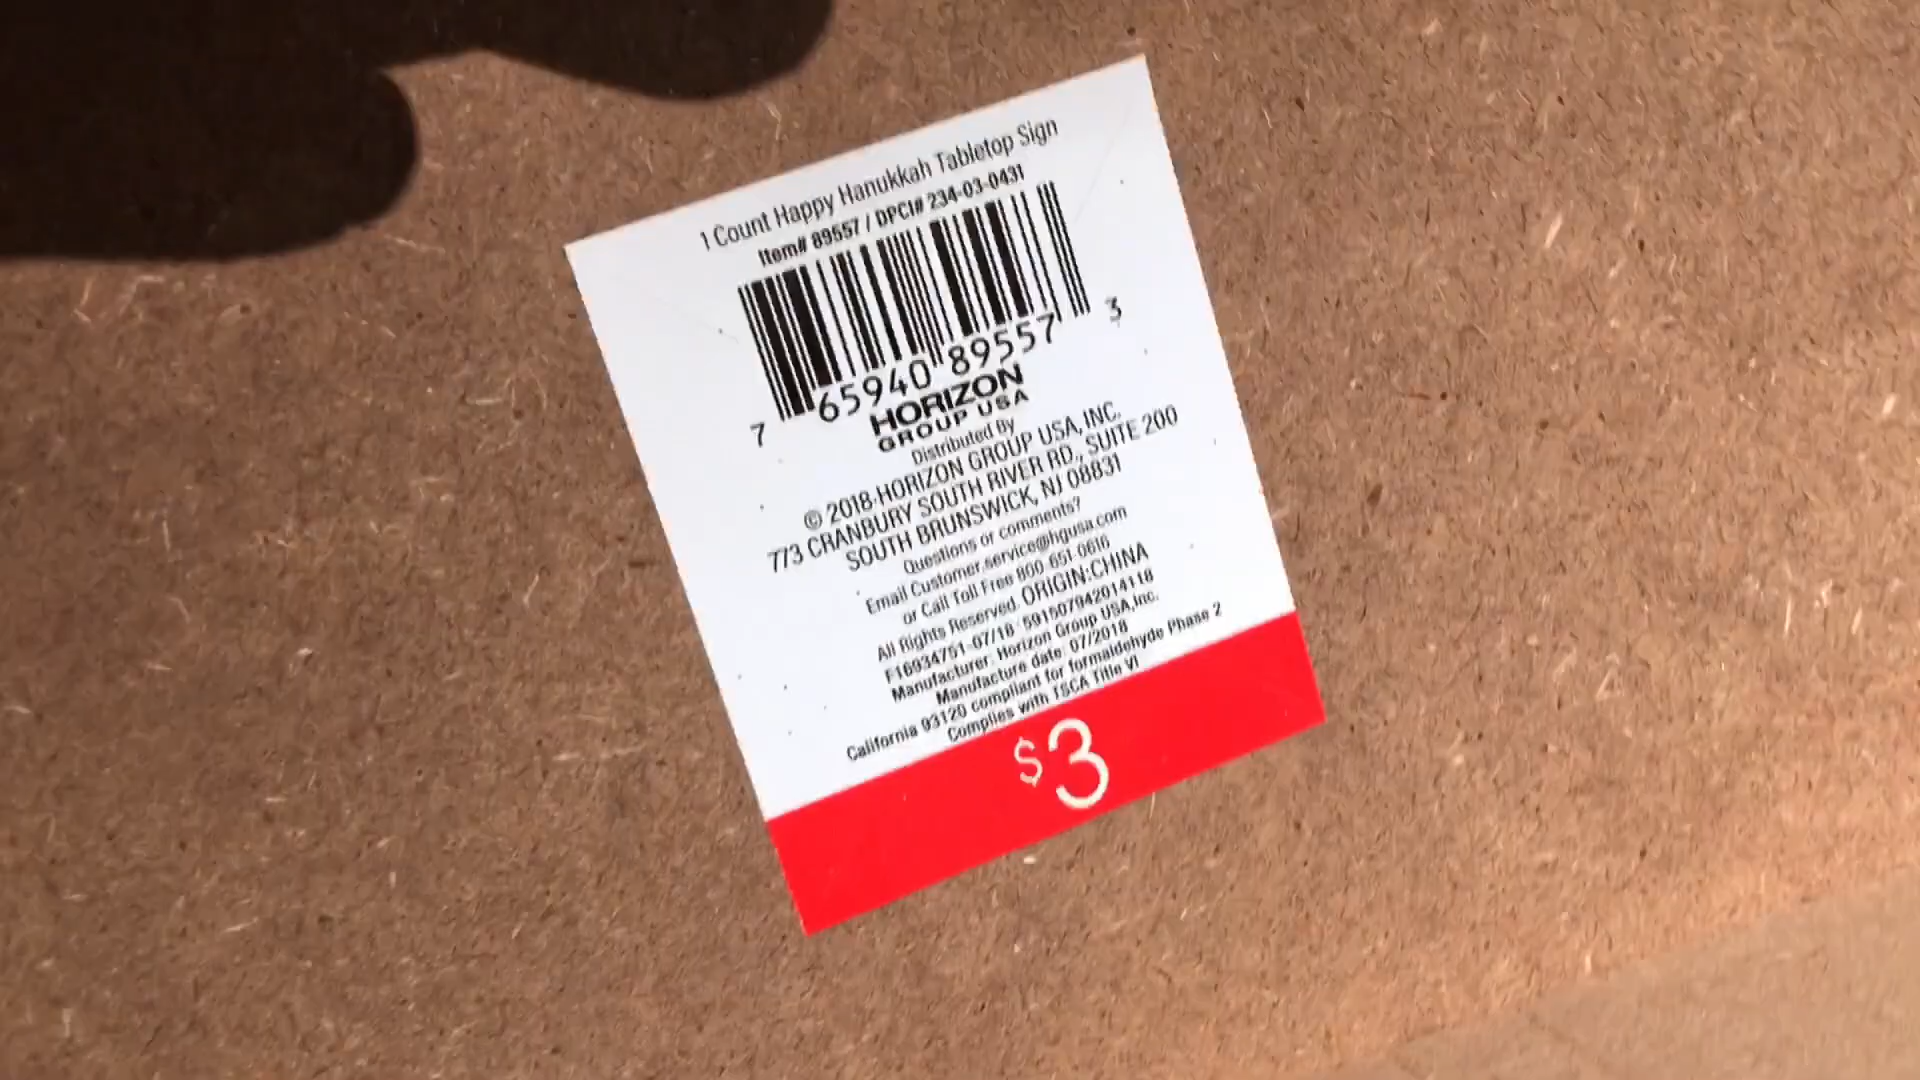 1 Count Happy Hanukkah Tabletop Sign
Item# 89557 / DPCI# 234-03-0431
7 65940 89557 3
HORIZON
GROUP USA
Distributed By
© 2018 HORIZON GROUP USA, INC.
773 CRANBURY SOUTH RIVER RD., SUITE 200
SOUTH BRUNSWICK, NJ 08831
Questions or comments?
Email Customer.service@hgusa.com
or Call Toll Free 800-651-0616
All Rights Reserved. ORIGIN:CHINA
F16934751-07/18 / 591507942014118
Manufacturer: Horizon Group USA,Inc.
Manufacture date: 07/2018
California 93120 compliant for formaldehyde Phase 2
Complies with TSCA Title VI
$3